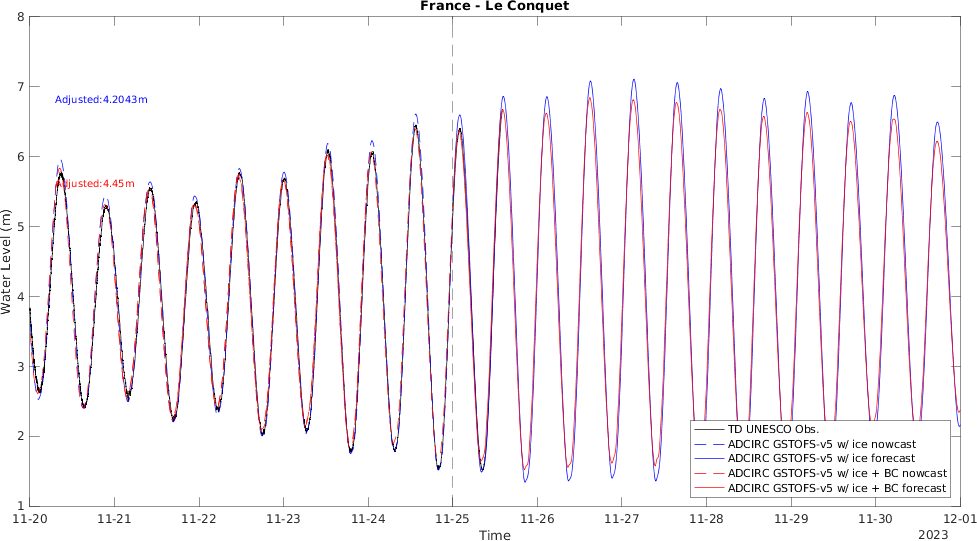 France - Le Conquet
8
7
6
5
4
3
2
1
Water Level (m)
Adjusted:4.2043m
Adjusted:4.45m
TD UNESCO Obs.
ADCIRC GSTOFS-v5 w/ ice nowcast
ADCIRC GSTOFS-v5 w/ ice forecast
ADCIRC GSTOFS-v5 w/ ice + BC nowcast
ADCIRC GSTOFS-v5 w/ ice + BC forecast
11-20 11-21 11-22 11-23 11-24 11-25 11-26 11-27 11-28 11-29 11-30 12-01
Time
2023